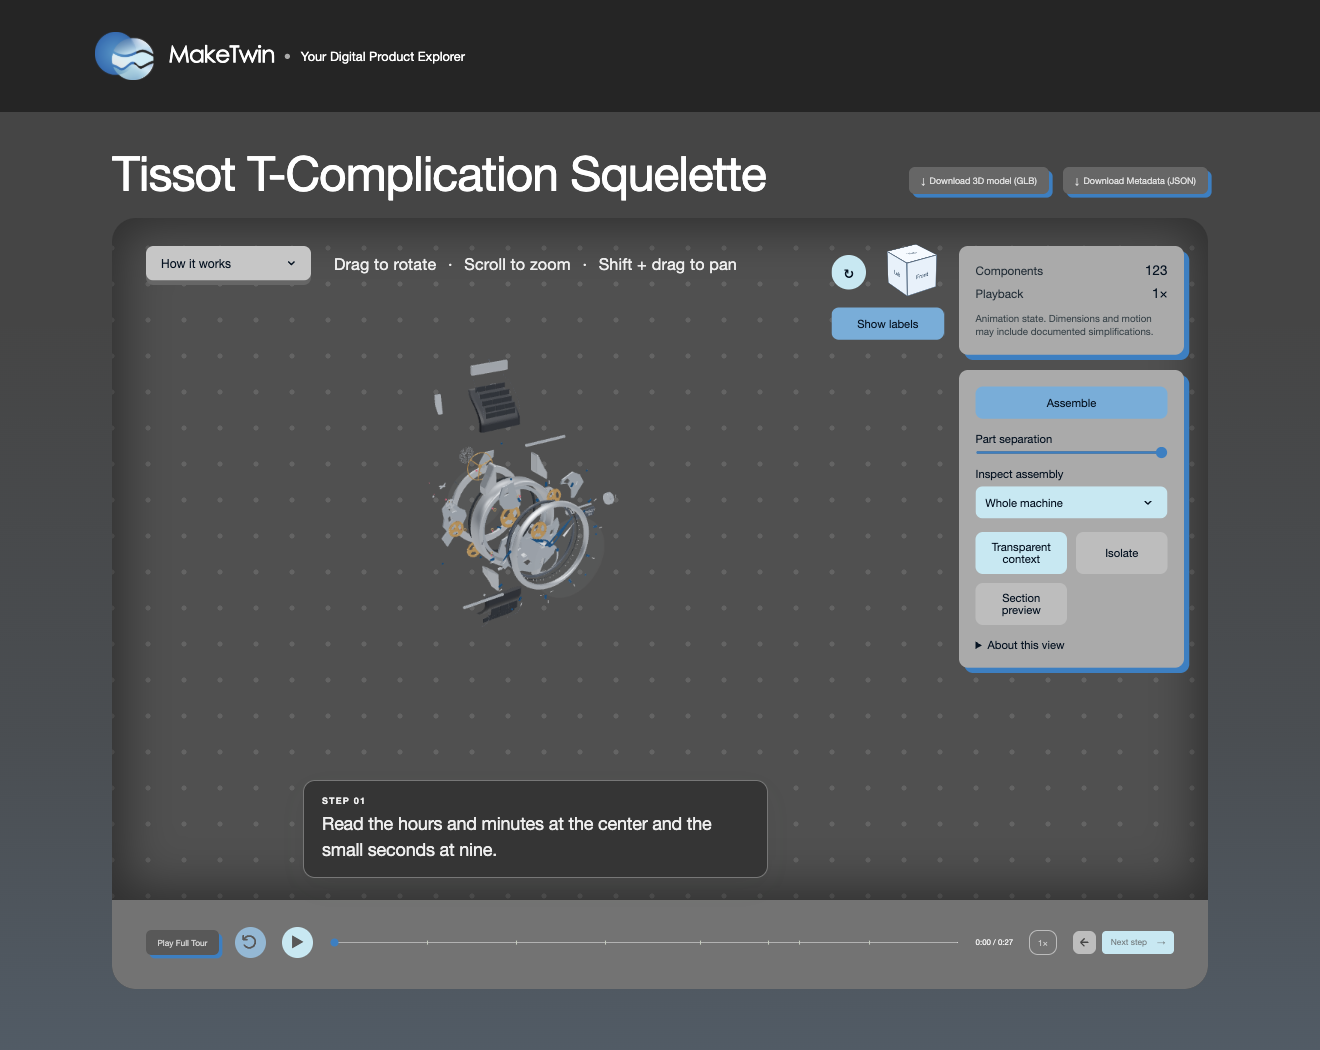 MakeTwin • Your Digital Product Explorer
Tissot T-Complication Squelette
↓ Download 3D model (GLB)
↓ Download Metadata (JSON)
How it works
Drag to rotate · Scroll to zoom · Shift + drag to pan
↻
Left
Front
Show labels
Components 123
Playback 1×
Animation state. Dimensions and motion
may include documented simplifications.
Assemble
Part separation
Inspect assembly
Whole machine
Transparent
context
Isolate
Section
preview
▶ About this view
STEP 01
Read the hours and minutes at the center and the
small seconds at nine.
Play Full Tour
0:00 / 0:27
1×
Next step →